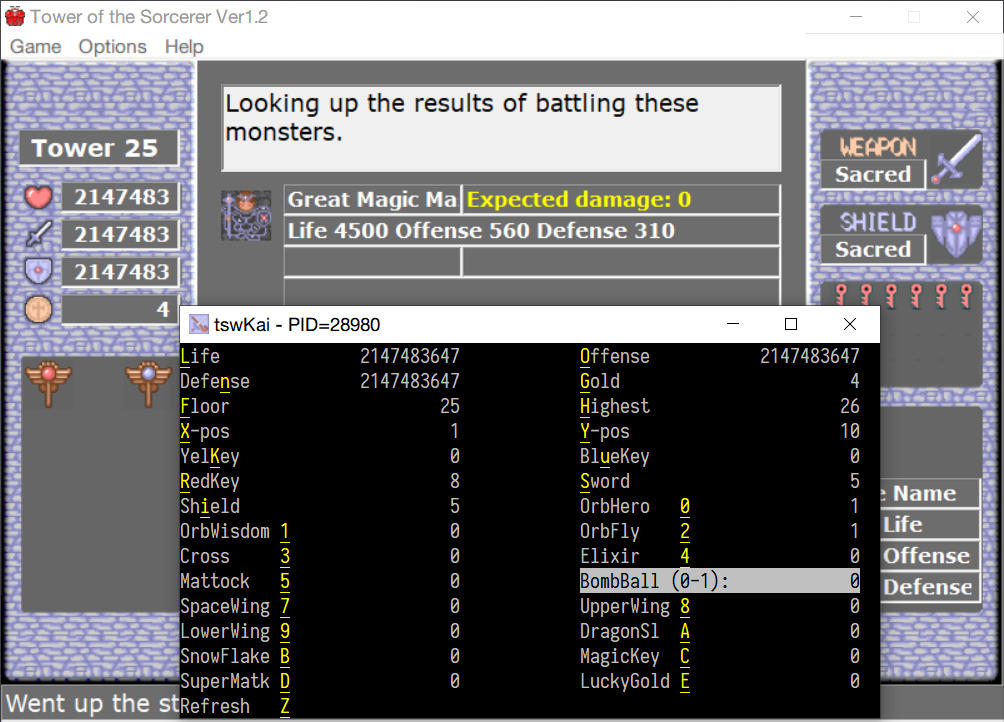 Tower of the Sorcerer Ver1.2
Game Options Help
Looking up the results of battling these
monsters.
Tower 25
2147483
2147483
2147483
4
Great Magic Ma Expected damage: 0
Life 4500 Offense 560 Defense 310
WEAPON
Sacred
SHIELD
Sacred
tswKai - PID=28980
Life 2147483647 Offense 2147483647
Defense 2147483647 Gold 4
Floor 25 Highest 26
X-pos 1 Y-pos 10
YelKey 0 BlueKey 0
RedKey 8 Sword 5
Shield 5 OrbHero 0 1
OrbWisdom 1 0 OrbFly 2 1
Cross 3 0 Elixir 4 0
Mattock 5 0 BombBall (0-1): 0
SpaceWing 7 0 UpperWing 8 0
LowerWing 9 0 DragonSl A 0
SnowFlake B 0 MagicKey C 0
SuperMatk D 0 LuckyGold E 0
Refresh Z
Name
Life
Offense
Defense
Went up the st